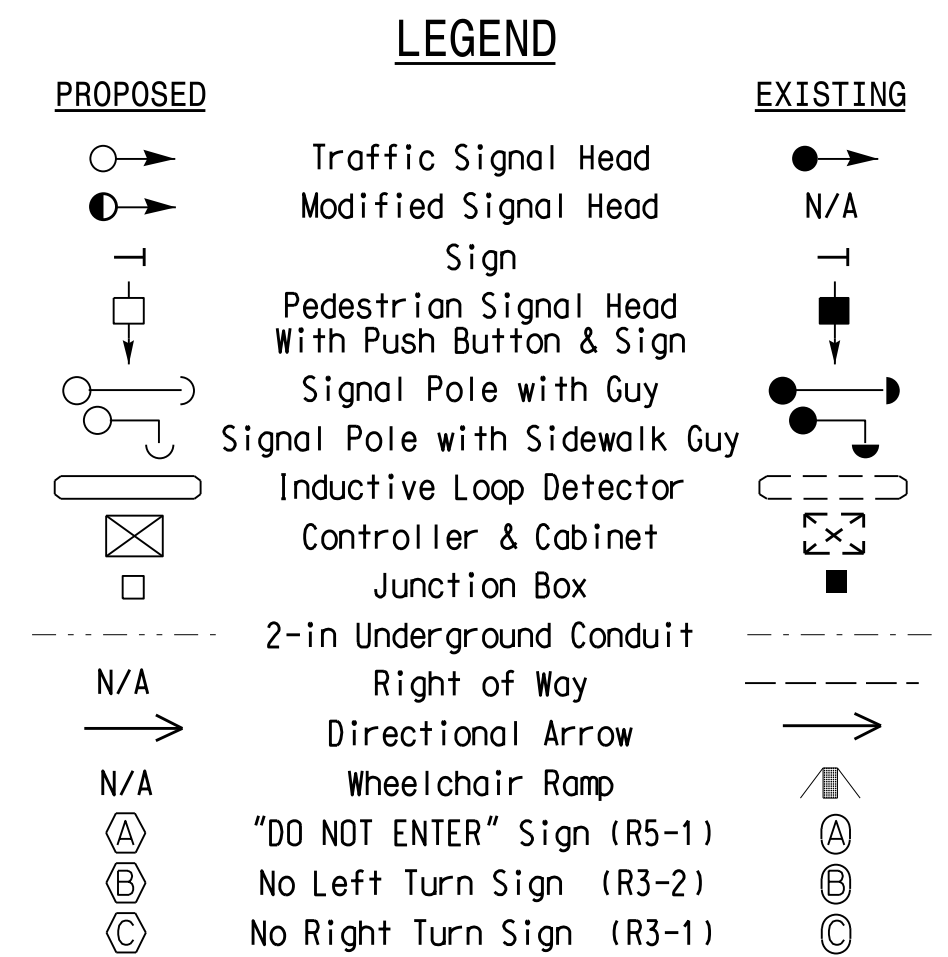 LEGEND
PROPOSED EXISTING
Traffic Signal Head
Modified Signal Head N/A
Sign
Pedestrian Signal Head
With Push Button & Sign
Signal Pole with Guy
Signal Pole with Sidewalk Guy
Inductive Loop Detector
Controller & Cabinet
Junction Box
2-in Underground Conduit
N/A Right of Way
Directional Arrow
N/A Wheelchair Ramp
A "DO NOT ENTER" Sign (R5-1) A
B No Left Turn Sign (R3-2) B
C No Right Turn Sign (R3-1) C